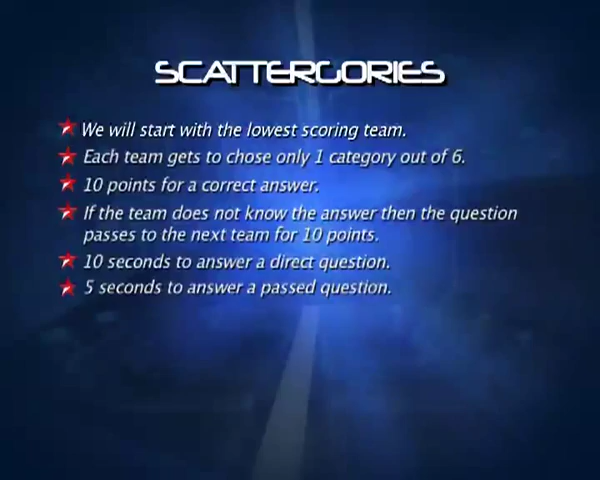 SCATTERGORIES
We will start with the lowest scoring team.
Each team gets to chose only 1 category out of 6.
10 points for a correct answer.
If the team does not know the answer then the question
passes to the next team for 10 points.
10 seconds to answer a direct question.
5 seconds to answer a passed question.